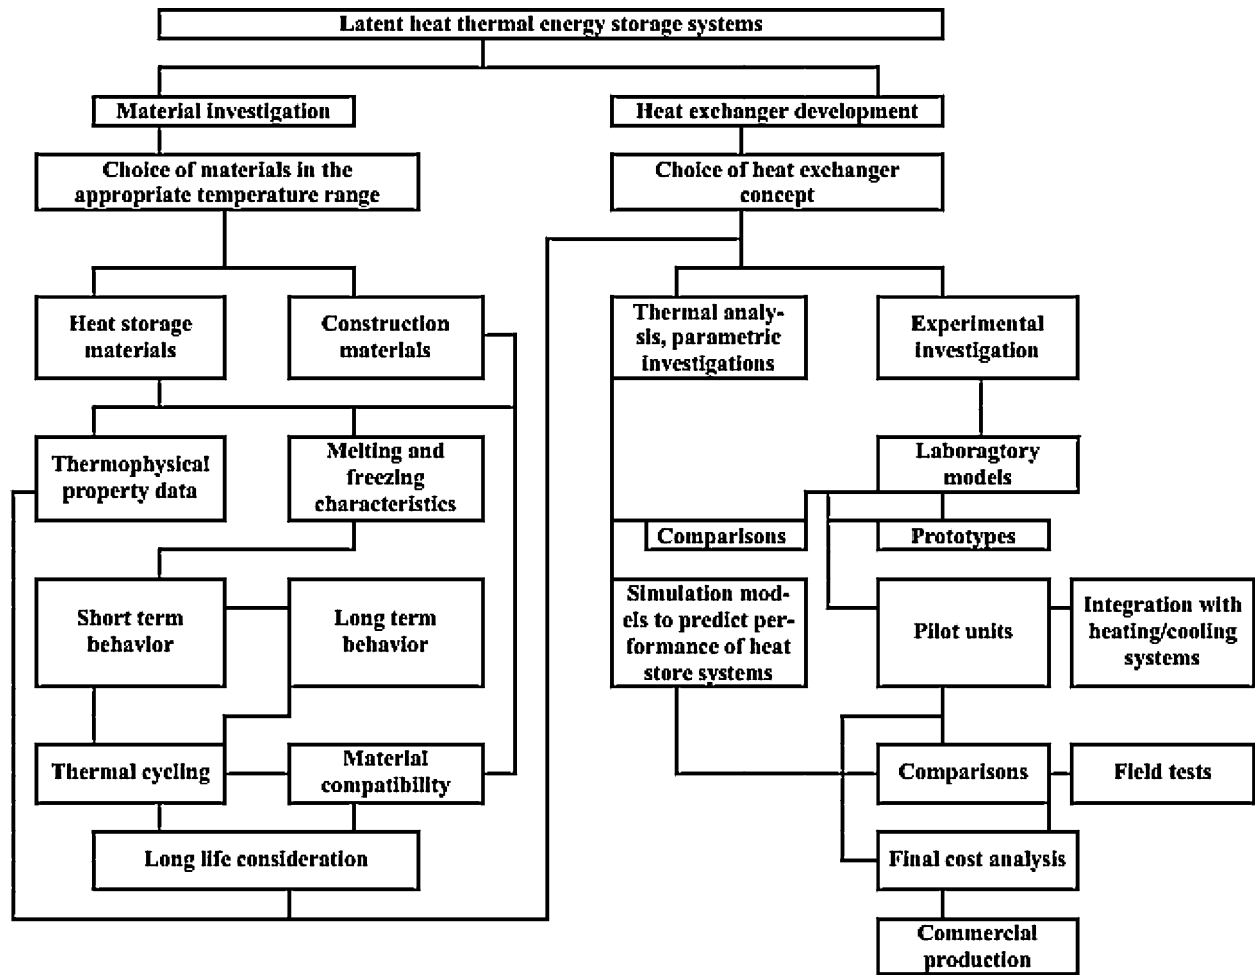 Latent heat thermal energy storage systems
Material investigation
Heat exchanger development
Choice of materials in the
appropriate temperature range
Choice of heat exchanger
concept
Heat storage
materials
Construction
materials
Thermal analy-
sis, parametric
investigations
Experimental
investigation
Thermophysical
property data
Melting and
freezing
characteristics
Laboragtory
models
Comparisons
Prototypes
Short term
behavior
Long term
behavior
Simulation mod-
els to predict per-
formance of heat
store systems
Pilot units
Integration with
heating/cooling
systems
Thermal cycling
Material
compatibility
Comparisons
Field tests
Long life consideration
Final cost analysis
Commercial
production